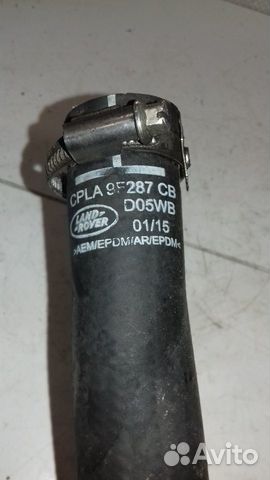 CPLA 9F287 CB
D05WB
LAND ROVER
01/15
>AEM/EPDM/AR/EPDM<
Avito